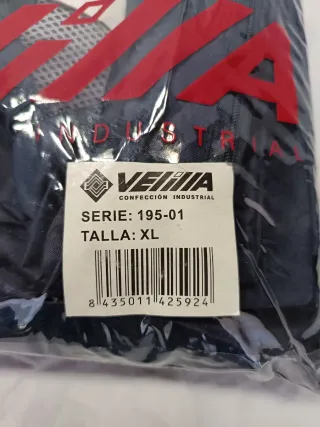 INDUSTRIAL
VELILLA
CONFECCIÓN INDUSTRIAL
SERIE: 195-01
TALLA: XL
8 435011 425924